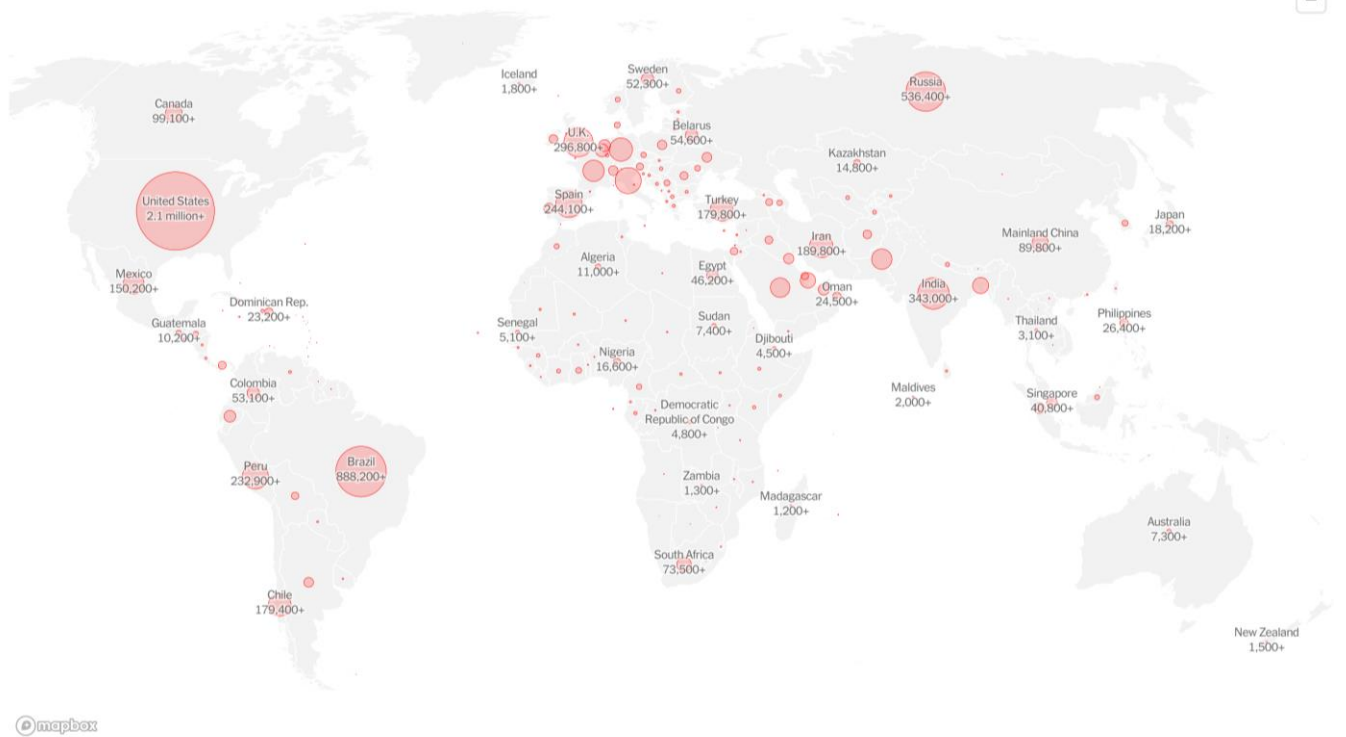 Iceland
1,800+
Sweden
52,300+
Russia
536,400+
Canada
99,100+
U.K.
296,800+
Belarus
54,600+
Kazakhstan
14,800+
United States
2.1 million+
Spain
244,100+
Turkey
179,800+
Japan
18,200+
Iran
189,800+
Mainland China
89,800+
Mexico
150,200+
Algeria
11,000+
Egypt
46,200+
Oman
24,500+
India
343,000+
Dominican Rep.
23,200+
Guatemala
10,200+
Senegal
5,100+
Sudan
7,400+
Djibouti
4,500+
Thailand
3,100+
Philippines
26,400+
Nigeria
16,600+
Colombia
53,100+
Maldives
2,000+
Singapore
40,800+
Democratic
Republic of Congo
4,800+
Peru
232,900+
Brazil
888,200+
Zambia
1,300+
Madagascar
1,200+
Australia
7,300+
South Africa
73,500+
Chile
179,400+
New Zealand
1,500+
mapbox